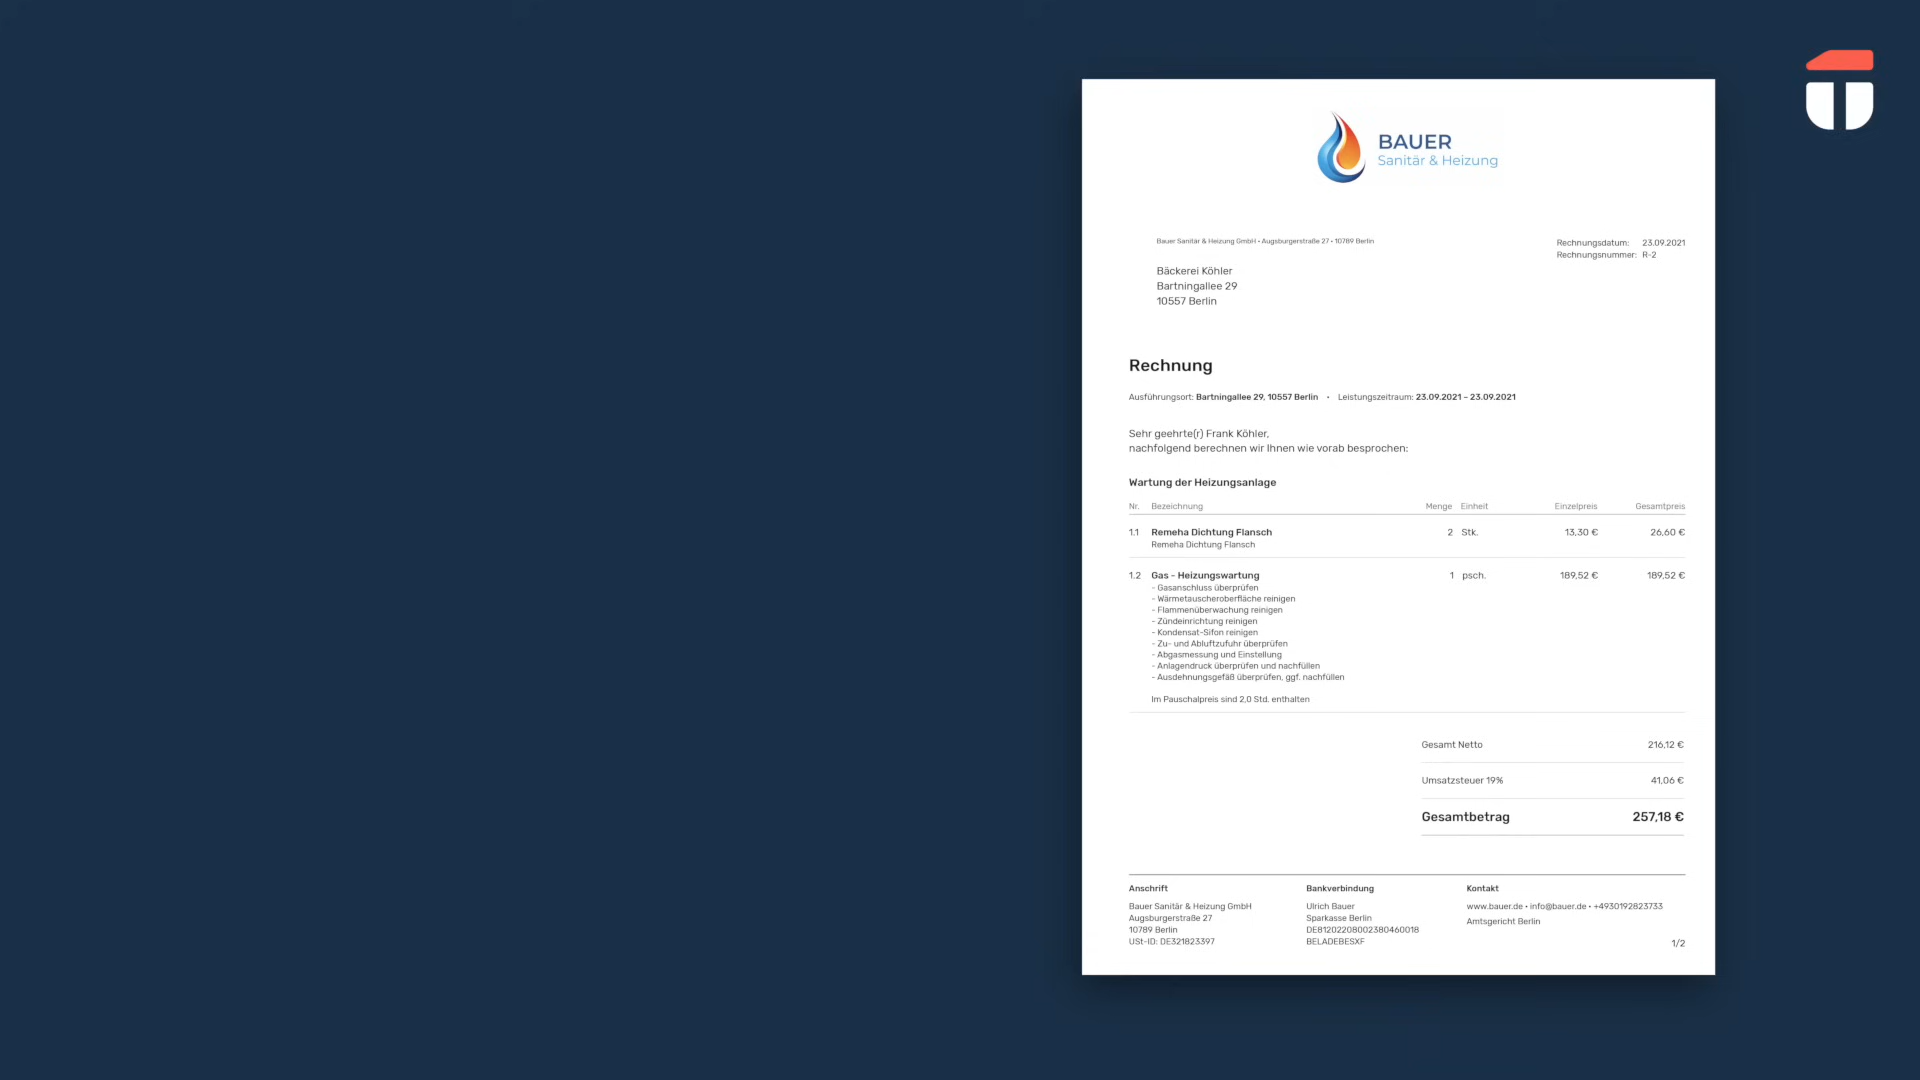 BAUER
Sanitär & Heizung
Bauer Sanitär & Heizung GmbH • Augsburgerstraße 27 • 10789 Berlin
Rechnungsdatum: 23.09.2021
Rechnungsnummer: R-2
Bäckerei Köhler
Bartningallee 29
10557 Berlin
Rechnung
Ausführungsort: Bartningallee 29, 10557 Berlin • Leistungszeitraum: 23.09.2021 – 23.09.2021
Sehr geehrte(r) Frank Köhler,
nachfolgend berechnen wir Ihnen wie vorab besprochen:
Wartung der Heizungsanlage
Nr. Bezeichnung Menge Einheit Einzelpreis Gesamtpreis
1.1 Remeha Dichtung Flansch 2 Stk. 13,30 € 26,60 €
Remeha Dichtung Flansch
1.2 Gas - Heizungswartung 1 psch. 189,52 € 189,52 €
- Gasanschluss überprüfen
- Wärmetauscheroberfläche reinigen
- Flammenüberwachung reinigen
- Zündeinrichtung reinigen
- Kondensat-Sifon reinigen
- Zu- und Abluftzufuhr überprüfen
- Abgasmessung und Einstellung
- Anlagendruck überprüfen und nachfüllen
- Ausdehnungsgefäß überprüfen, ggf. nachfüllen
Im Pauschalpreis sind 2,0 Std. enthalten
Gesamt Netto 216,12 €
Umsatzsteuer 19% 41,06 €
Gesamtbetrag 257,18 €
Anschrift
Bauer Sanitär & Heizung GmbH
Augsburgerstraße 27
10789 Berlin
USt-ID: DE321823397
Bankverbindung
Ulrich Bauer
Sparkasse Berlin
DE81202208002380460018
BELADEBESXF
Kontakt
www.bauer.de • info@bauer.de • +4930192823733
Amtsgericht Berlin
1/2